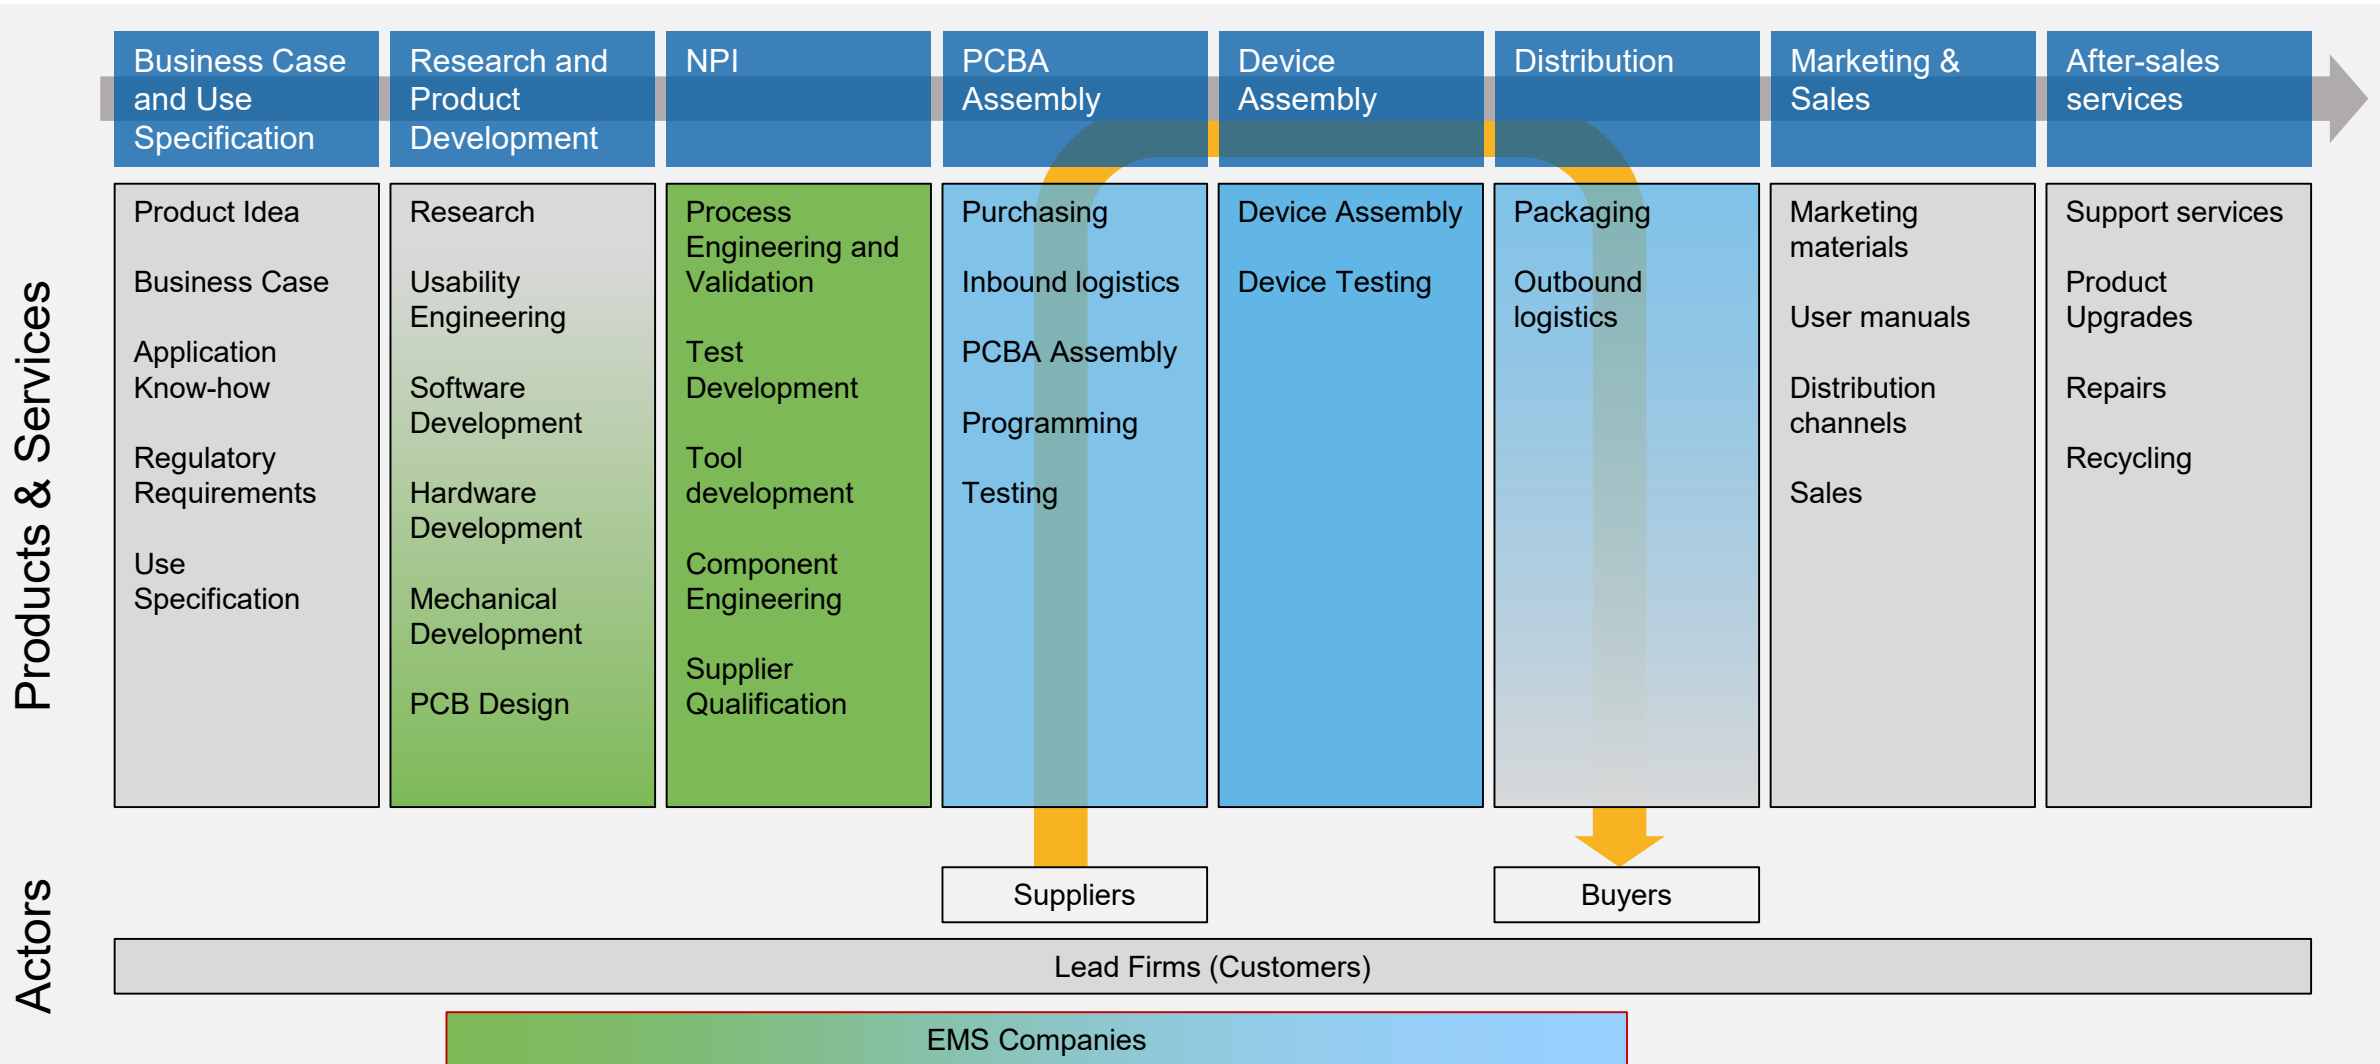 Business Case
and Use
Specification
Research and
Product
Development
NPI
PCBA
Assembly
Device
Assembly
Distribution
Marketing &
Sales
After-sales
services
Products & Services
Product Idea
Business Case
Application
Know-how
Regulatory
Requirements
Use
Specification
Research
Usability
Engineering
Software
Development
Hardware
Development
Mechanical
Development
PCB Design
Process
Engineering and
Validation
Test
Development
Tool
development
Component
Engineering
Supplier
Qualification
Purchasing
Inbound logistics
PCBA Assembly
Programming
Testing
Device Assembly
Device Testing
Packaging
Outbound
logistics
Marketing
materials
User manuals
Distribution
channels
Sales
Support services
Product
Upgrades
Repairs
Recycling
Actors
Suppliers
Buyers
Lead Firms (Customers)
EMS Companies